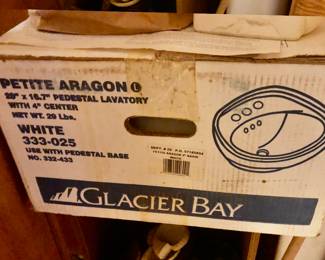 PETITE ARAGON L
20" x 16.7" PEDESTAL LAVATORY
WITH 4" CENTER
NET WT. 29 Lbs.
WHITE
333-025
USE WITH PEDESTAL BASE
NO. 332-433
GLACIER BAY